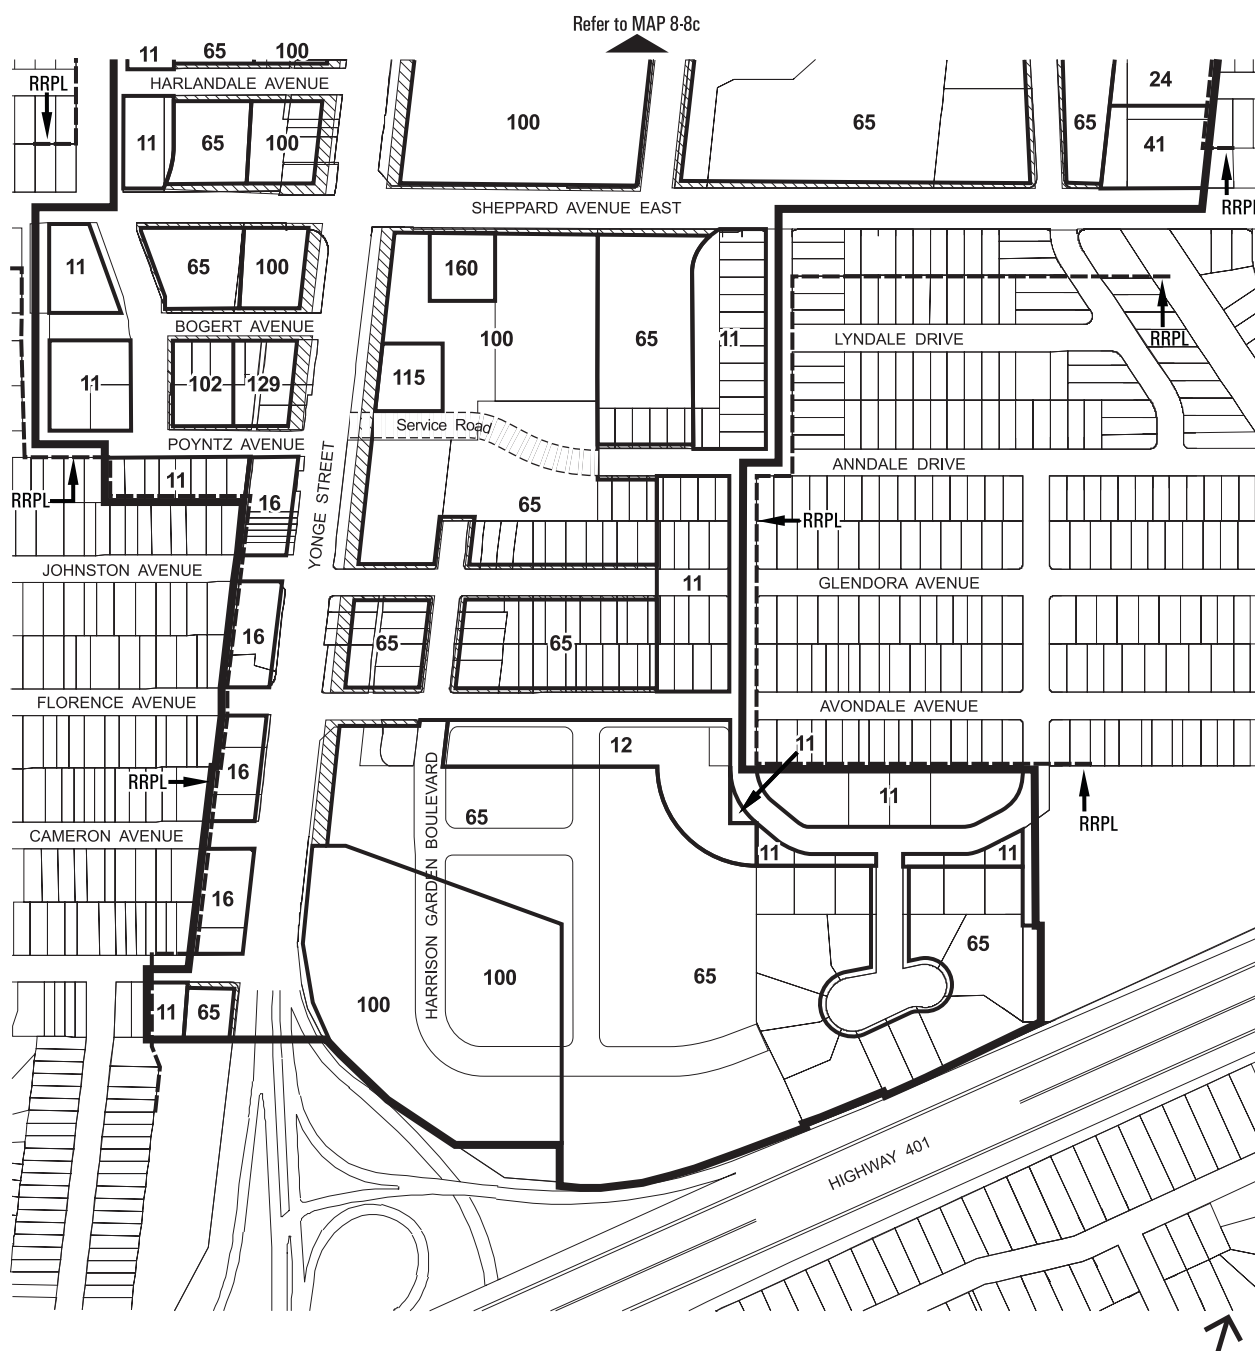 Refer to MAP 8-8c
11
65
100
RRPL
HARLANDALE AVENUE
24
11
65
100
100
65
65
41
SHEPPARD AVENUE EAST
RRPL
11
65
100
160
BOGERT AVENUE
100
65
11
LYNDALE DRIVE
RRPL
11
102
129
115
Service Road
POYNTZ AVENUE
YONGE STREET
ANNDALE DRIVE
11
RRPL
16
65
RRPL
JOHNSTON AVENUE
11
GLENDORA AVENUE
16
65
65
FLORENCE AVENUE
AVONDALE AVENUE
12
11
RRPL
16
HARRISON GARDEN BOULEVARD
65
11
RRPL
CAMERON AVENUE
11
11
16
65
100
100
65
11
65
HIGHWAY 401